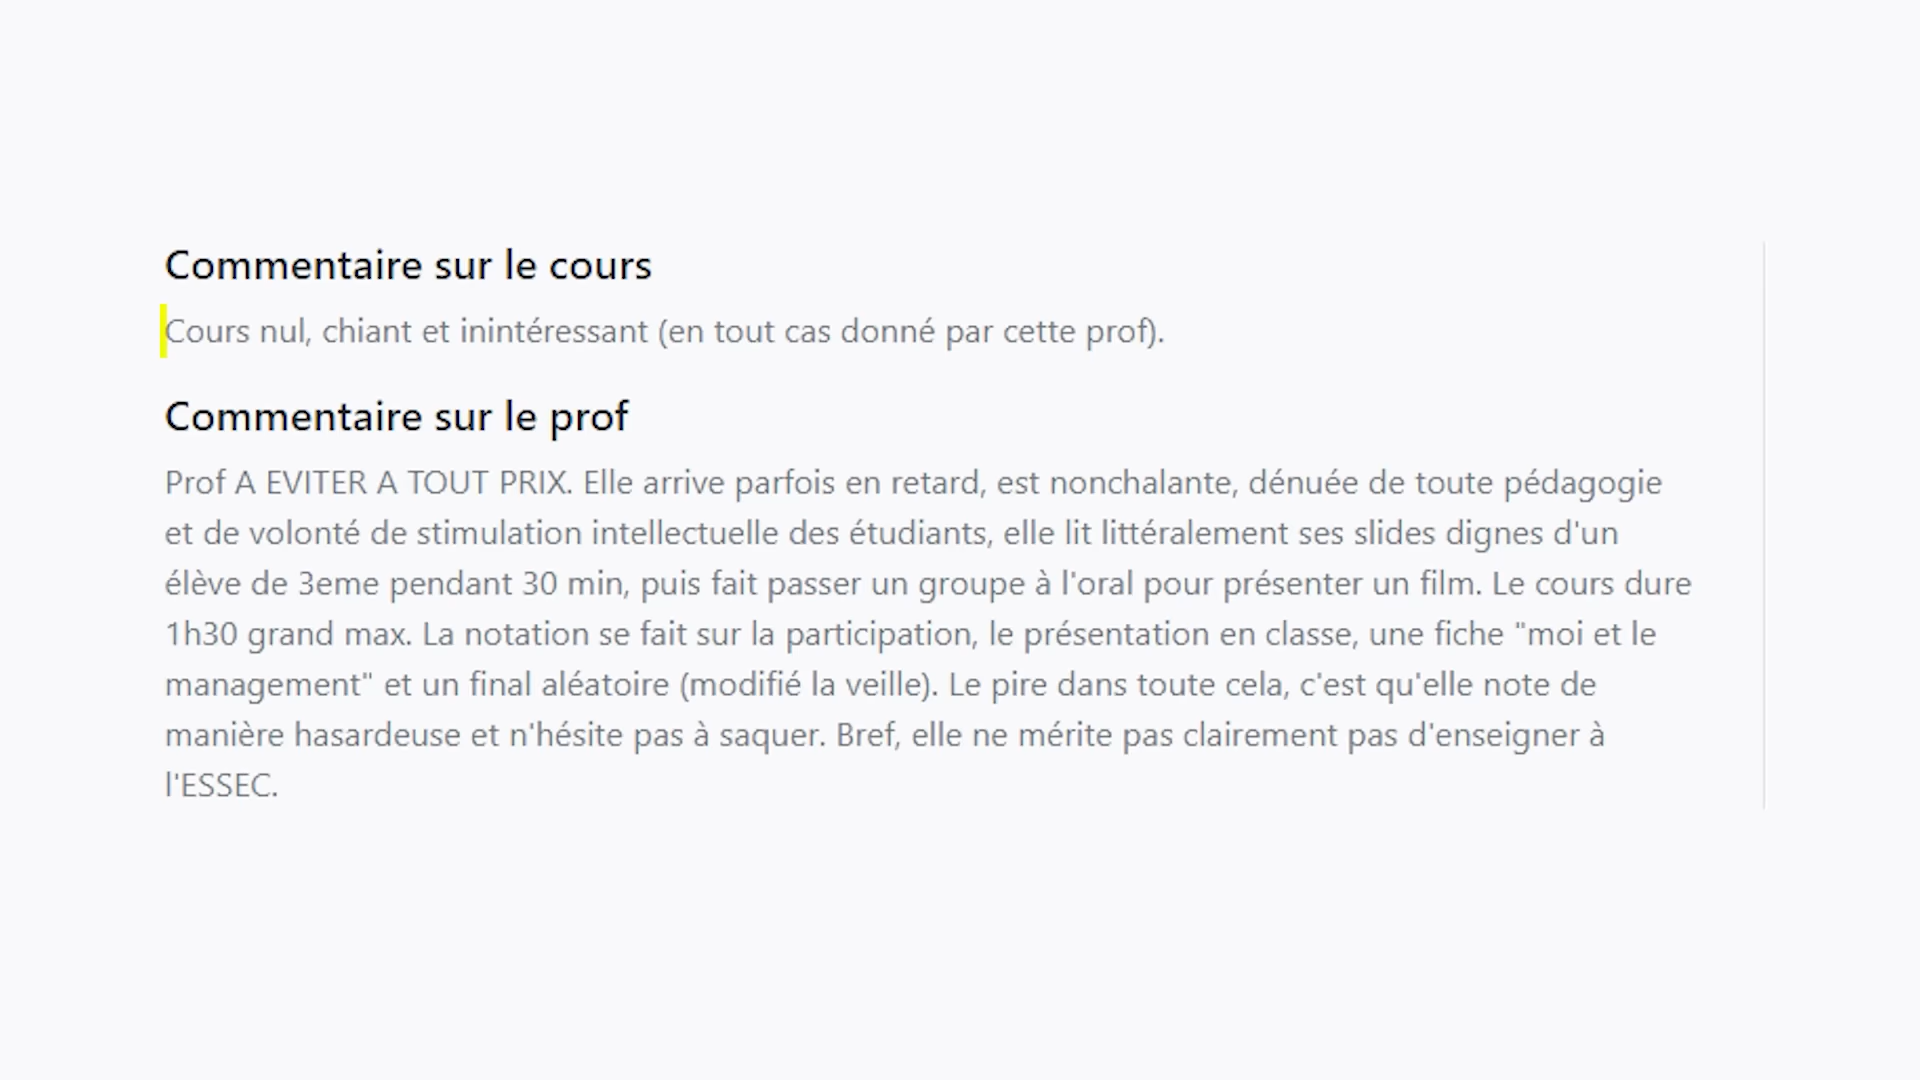 Commentaire sur le cours
Cours nul, chiant et inintéressant (en tout cas donné par cette prof).
Commentaire sur le prof
Prof A EVITER A TOUT PRIX. Elle arrive parfois en retard, est nonchalante, dénuée de toute pédagogie
et de volonté de stimulation intellectuelle des étudiants, elle lit littéralement ses slides dignes d'un
élève de 3eme pendant 30 min, puis fait passer un groupe à l'oral pour présenter un film. Le cours dure
1h30 grand max. La notation se fait sur la participation, le présentation en classe, une fiche "moi et le
management" et un final aléatoire (modifié la veille). Le pire dans toute cela, c'est qu'elle note de
manière hasardeuse et n'hésite pas à saquer. Bref, elle ne mérite pas clairement pas d'enseigner à
l'ESSEC.